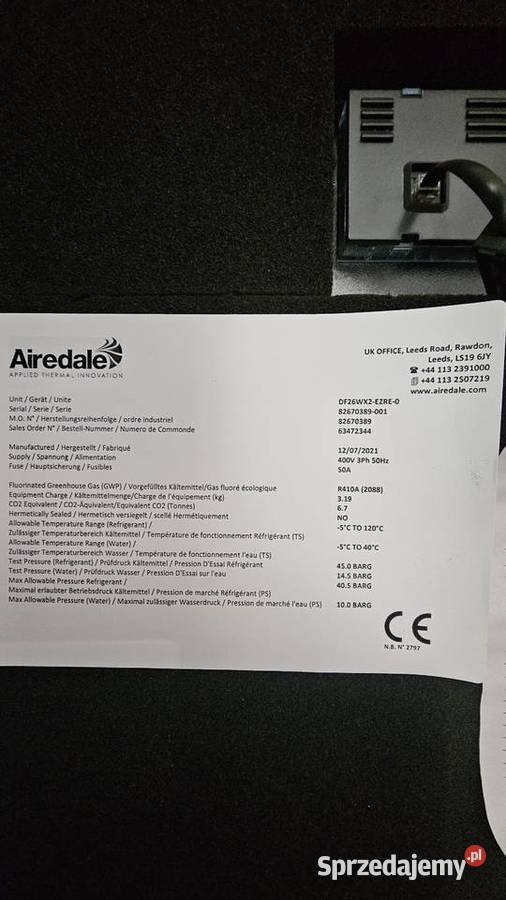 Airedale
APPLIED THERMAL INNOVATION
UK OFFICE, Leeds Road, Rawdon,
Leeds, LS19 6JY
+44 113 2391000
+44 113 2507219
www.airedale.com
Unit / Gerät / Unite DF26WX2-EZRE-0
Serial / Serie / Serie 82670389-001
M.O. N° / Herstellungsreihenfolge / ordre industriel 82670389
Sales Order N° / Bestell-Nummer / Numero de Commonde 63472344
Manufactured / Hergestellt / Fabriqué 12/07/2021
Supply / Spannung / Alimentation 400V 3Ph 50Hz
Fuse / Hauptsicherung / Fusibles 50A
Fluorinated Greenhouse Gas (GWP) / Vorgefülltes Kältemittel/Gas fluoré écologique R410A (2088)
Equipment Charge / Kältemittelmenge/Charge de l'équipement (kg) 3.19
CO2 Equivalent / CO2-Äquivalent/Equivalent CO2 (Tonnes) 6.7
Hermetically Sealed / Hermetisch versiegelt / scellé Hermétiquement NO
Allowable Temperature Range (Refrigerant) / -5°C TO 120°C
Zulässiger Temperaturbereich Kältemittel / Température de fonctionnement Réfrigérant (TS)
Allowable Temperature Range (Water) / -5°C TO 40°C
Zulässiger Temperaturbereich Wasser / Température de fonctionnement l'eau (TS)
Test Pressure (Refrigerant) / Prüfdruck Kältemittel / Pression D'Essai Réfrigérant 45.0 BARG
Test Pressure (Water) / Prüfdruck Wasser / Pression D'Essai sur l'eau 14.5 BARG
Max Allowable Pressure Refrigerant / 40.5 BARG
Maximal erlaubter Betriebsdruck Kältemittel / Pression de marché Réfrigérant (PS)
Max Allowable Pressure (Water) / Maximal zulässiger Wasserdruck / Pression de marché l'eau (PS) 10.0 BARG
CE
N.B. N° 2797
Sprzedajemy.pl